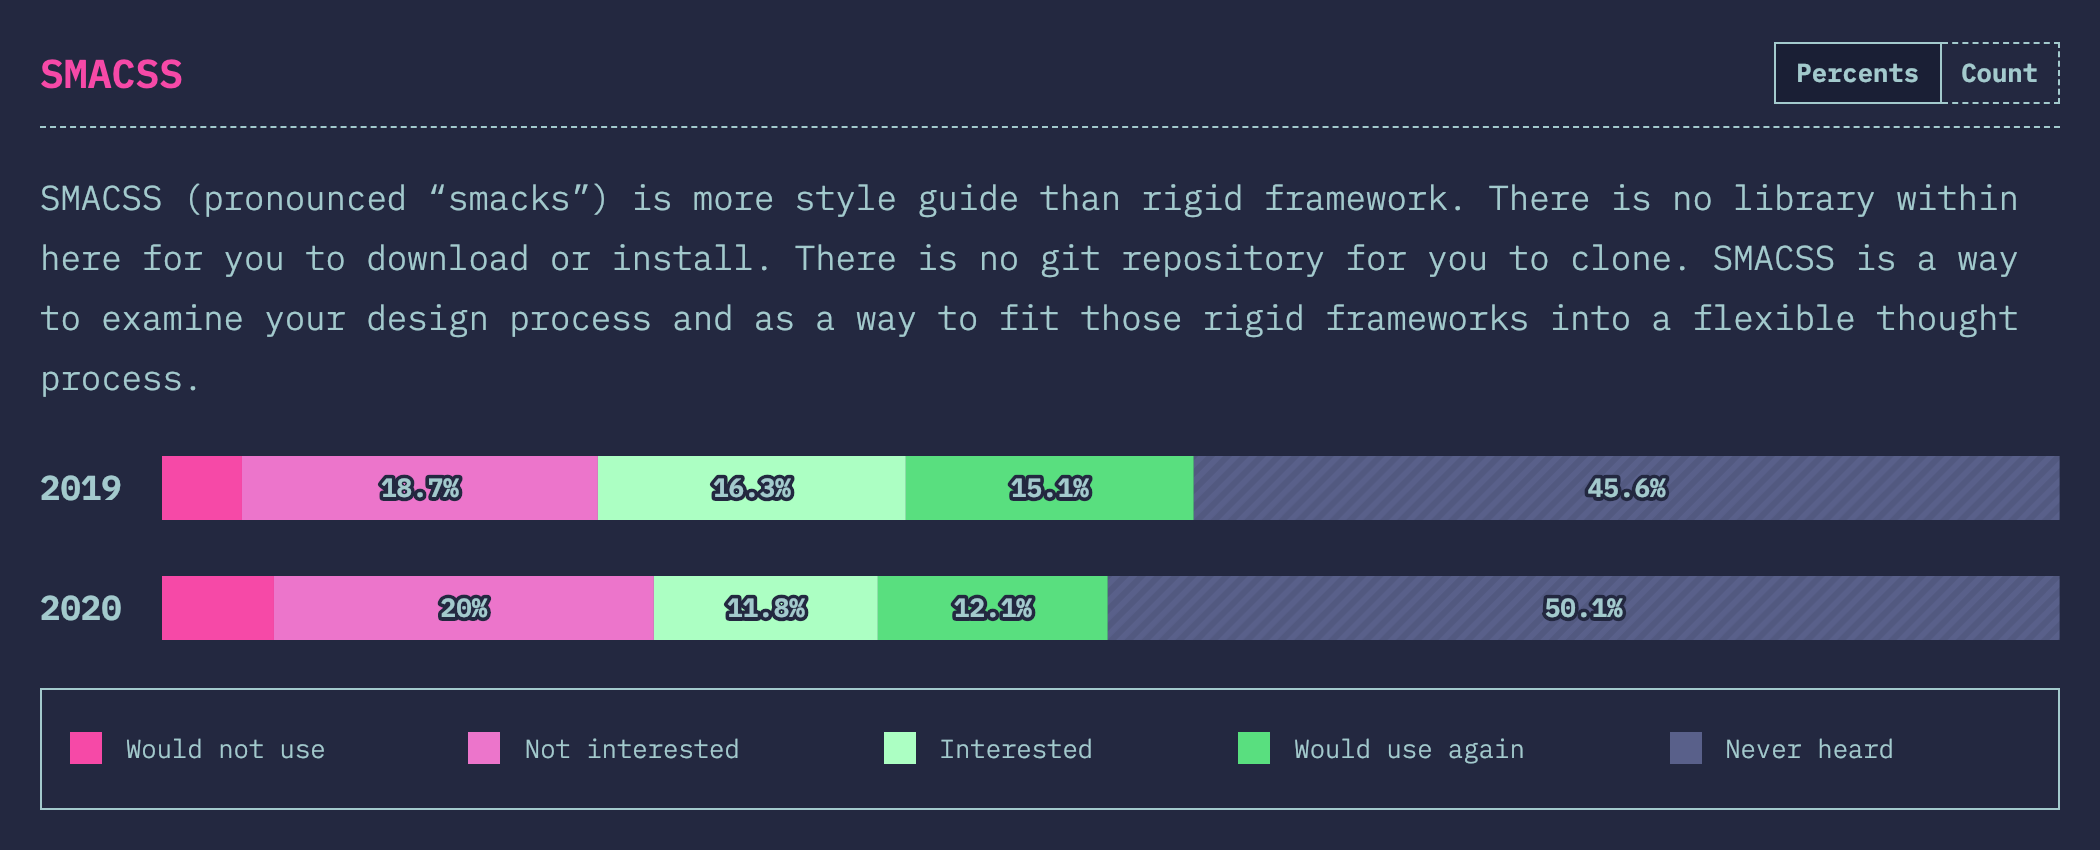 SMACSS
Percents Count
SMACSS (pronounced “smacks”) is more style guide than rigid framework. There is no library within
here for you to download or install. There is no git repository for you to clone. SMACSS is a way
to examine your design process and as a way to fit those rigid frameworks into a flexible thought
process.
2019 18.7% 16.3% 15.1% 45.6%
2020 20% 11.8% 12.1% 50.1%
Would not use Not interested Interested Would use again Never heard